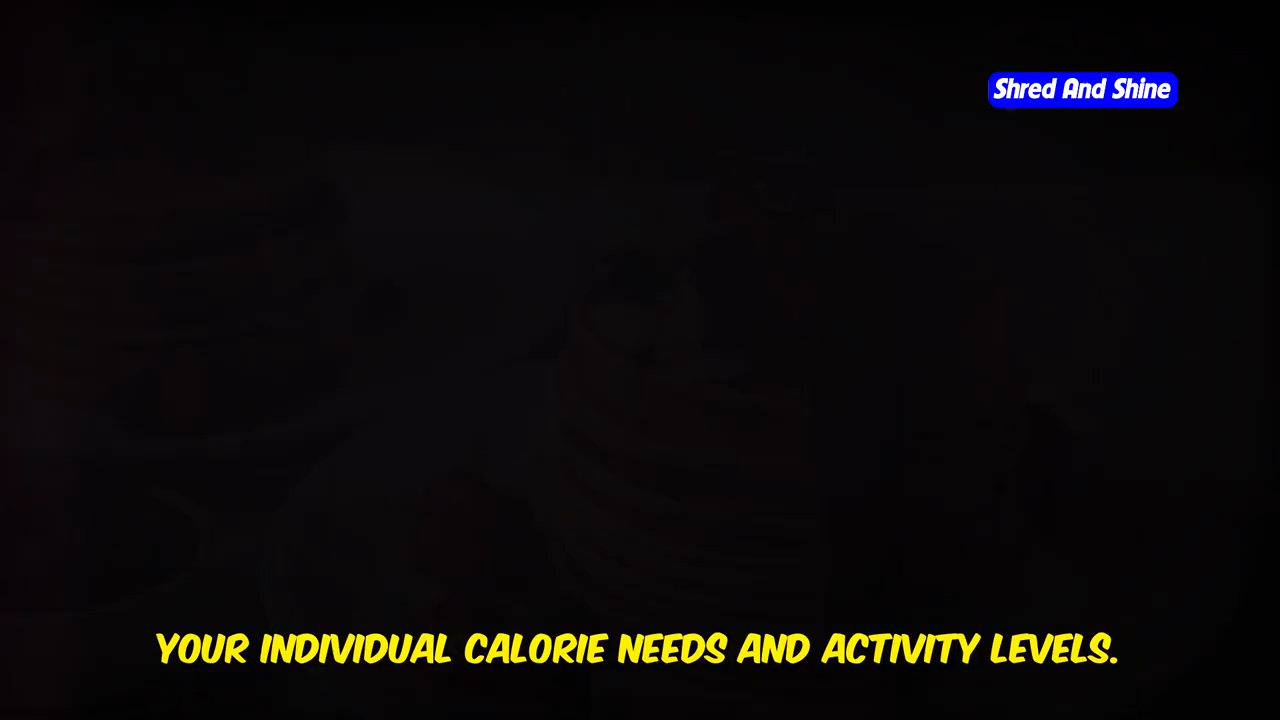 Shred And Shine
YOUR INDIVIDUAL CALORIE NEEDS AND ACTIVITY LEVELS.